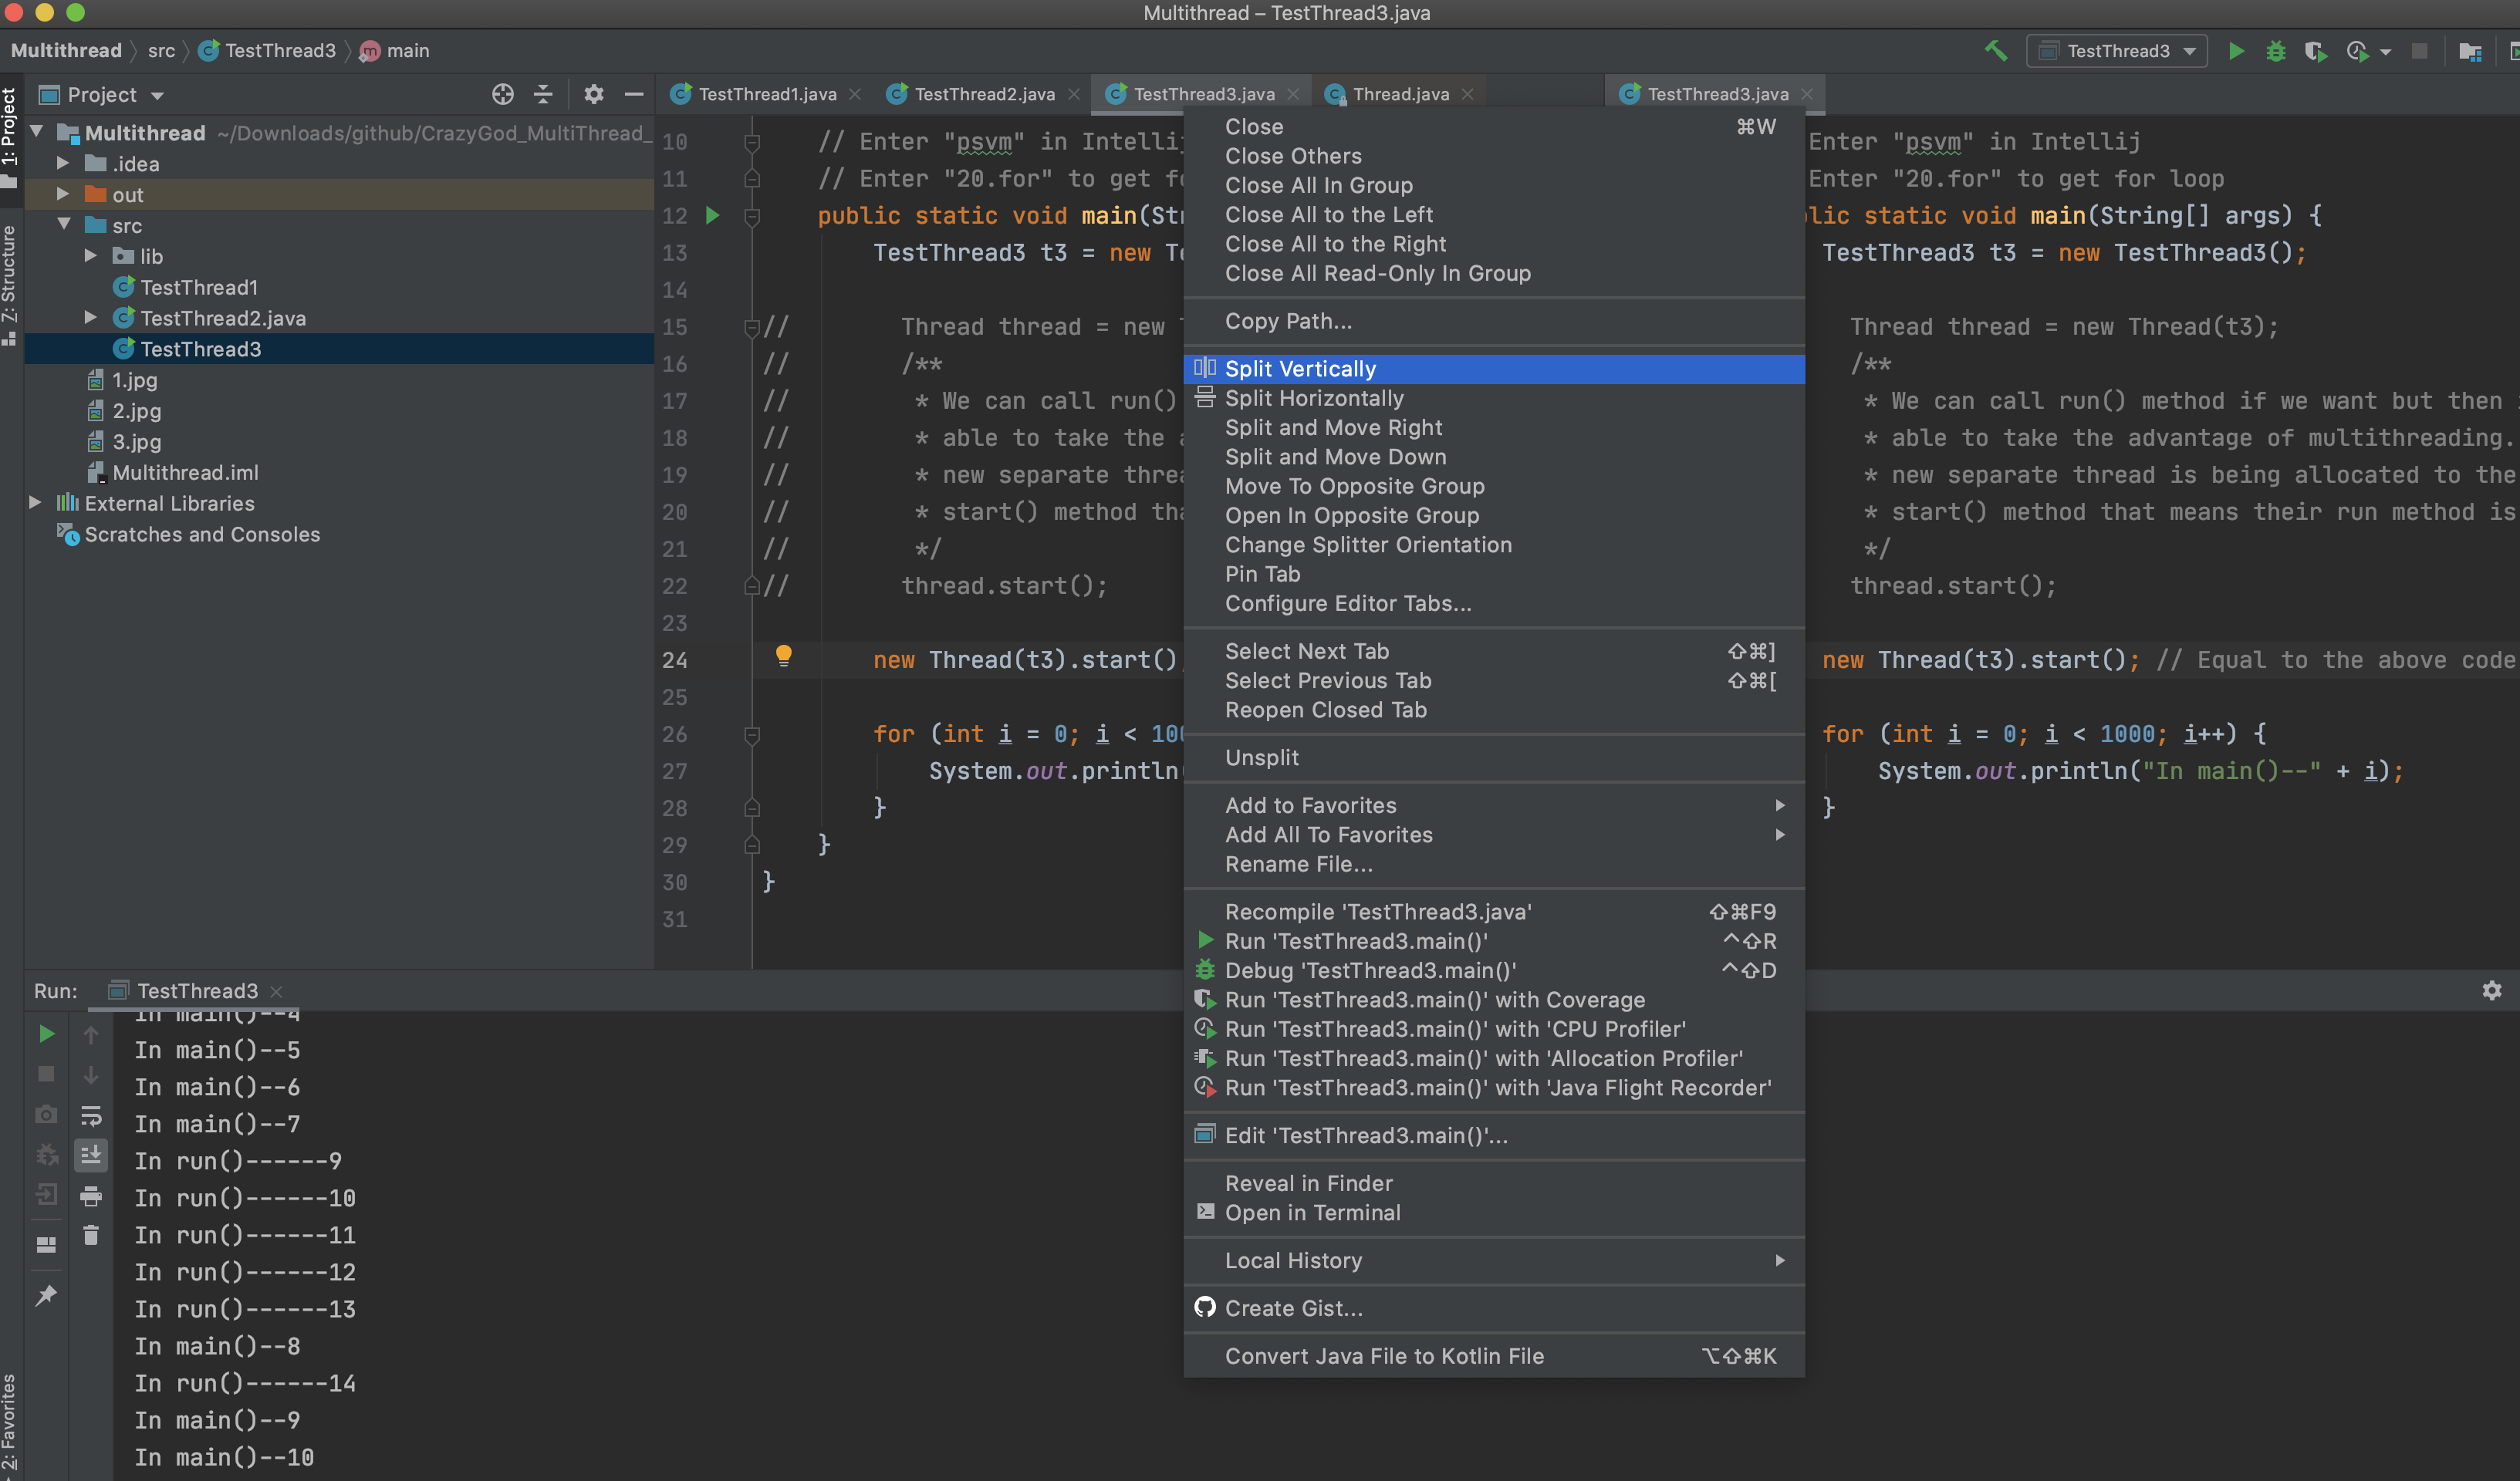 Multithread – TestThread3.java
Multithread src TestThread3 main
TestThread3
1: Project
7: Structure
2: Favorites
Project
Multithread ~/Downloads/github/CrazyGod_MultiThread_
.idea
out
src
lib
TestThread1
TestThread2.java
TestThread3
1.jpg
2.jpg
3.jpg
Multithread.iml
External Libraries
Scratches and Consoles
TestThread1.java TestThread2.java TestThread3.java Thread.java
10 // Enter "psvm" in Intellij
11 // Enter "20.for" to get fo
12 public static void main(Str
13 TestThread3 t3 = new Te
14
15 // Thread thread = new T
16 // /**
17 // * We can call run()
18 // * able to take the a
19 // * new separate threa
20 // * start() method tha
21 // */
22 // thread.start();
23
24 new Thread(t3).start();
25
26 for (int i = 0; i < 100
27 System.out.println(
28 }
29 }
30 }
31
Close ⌘W
Close Others
Close All In Group
Close All to the Left
Close All to the Right
Close All Read-Only In Group
Copy Path...
Split Vertically
Split Horizontally
Split and Move Right
Split and Move Down
Move To Opposite Group
Open In Opposite Group
Change Splitter Orientation
Pin Tab
Configure Editor Tabs...
Select Next Tab ⇧⌘]
Select Previous Tab ⇧⌘[
Reopen Closed Tab
Unsplit
Add to Favorites
Add All To Favorites
Rename File...
Recompile 'TestThread3.java' ⇧⌘F9
Run 'TestThread3.main()' ^⇧R
Debug 'TestThread3.main()' ^⇧D
Run 'TestThread3.main()' with Coverage
Run 'TestThread3.main()' with 'CPU Profiler'
Run 'TestThread3.main()' with 'Allocation Profiler'
Run 'TestThread3.main()' with 'Java Flight Recorder'
Edit 'TestThread3.main()'...
Reveal in Finder
Open in Terminal
Local History
Create Gist...
Convert Java File to Kotlin File ⌥⇧⌘K
TestThread3.java
Enter "psvm" in Intellij
Enter "20.for" to get for loop
lic static void main(String[] args) {
TestThread3 t3 = new TestThread3();
Thread thread = new Thread(t3);
/**
* We can call run() method if we want but then
* able to take the advantage of multithreading.
* new separate thread is being allocated to the
* start() method that means their run method is
*/
thread.start();
new Thread(t3).start(); // Equal to the above code
for (int i = 0; i < 1000; i++) {
System.out.println("In main()--" + i);
}
Run: TestThread3
In main()--4
In main()--5
In main()--6
In main()--7
In run()------9
In run()------10
In run()------11
In run()------12
In run()------13
In main()--8
In run()------14
In main()--9
In main()--10